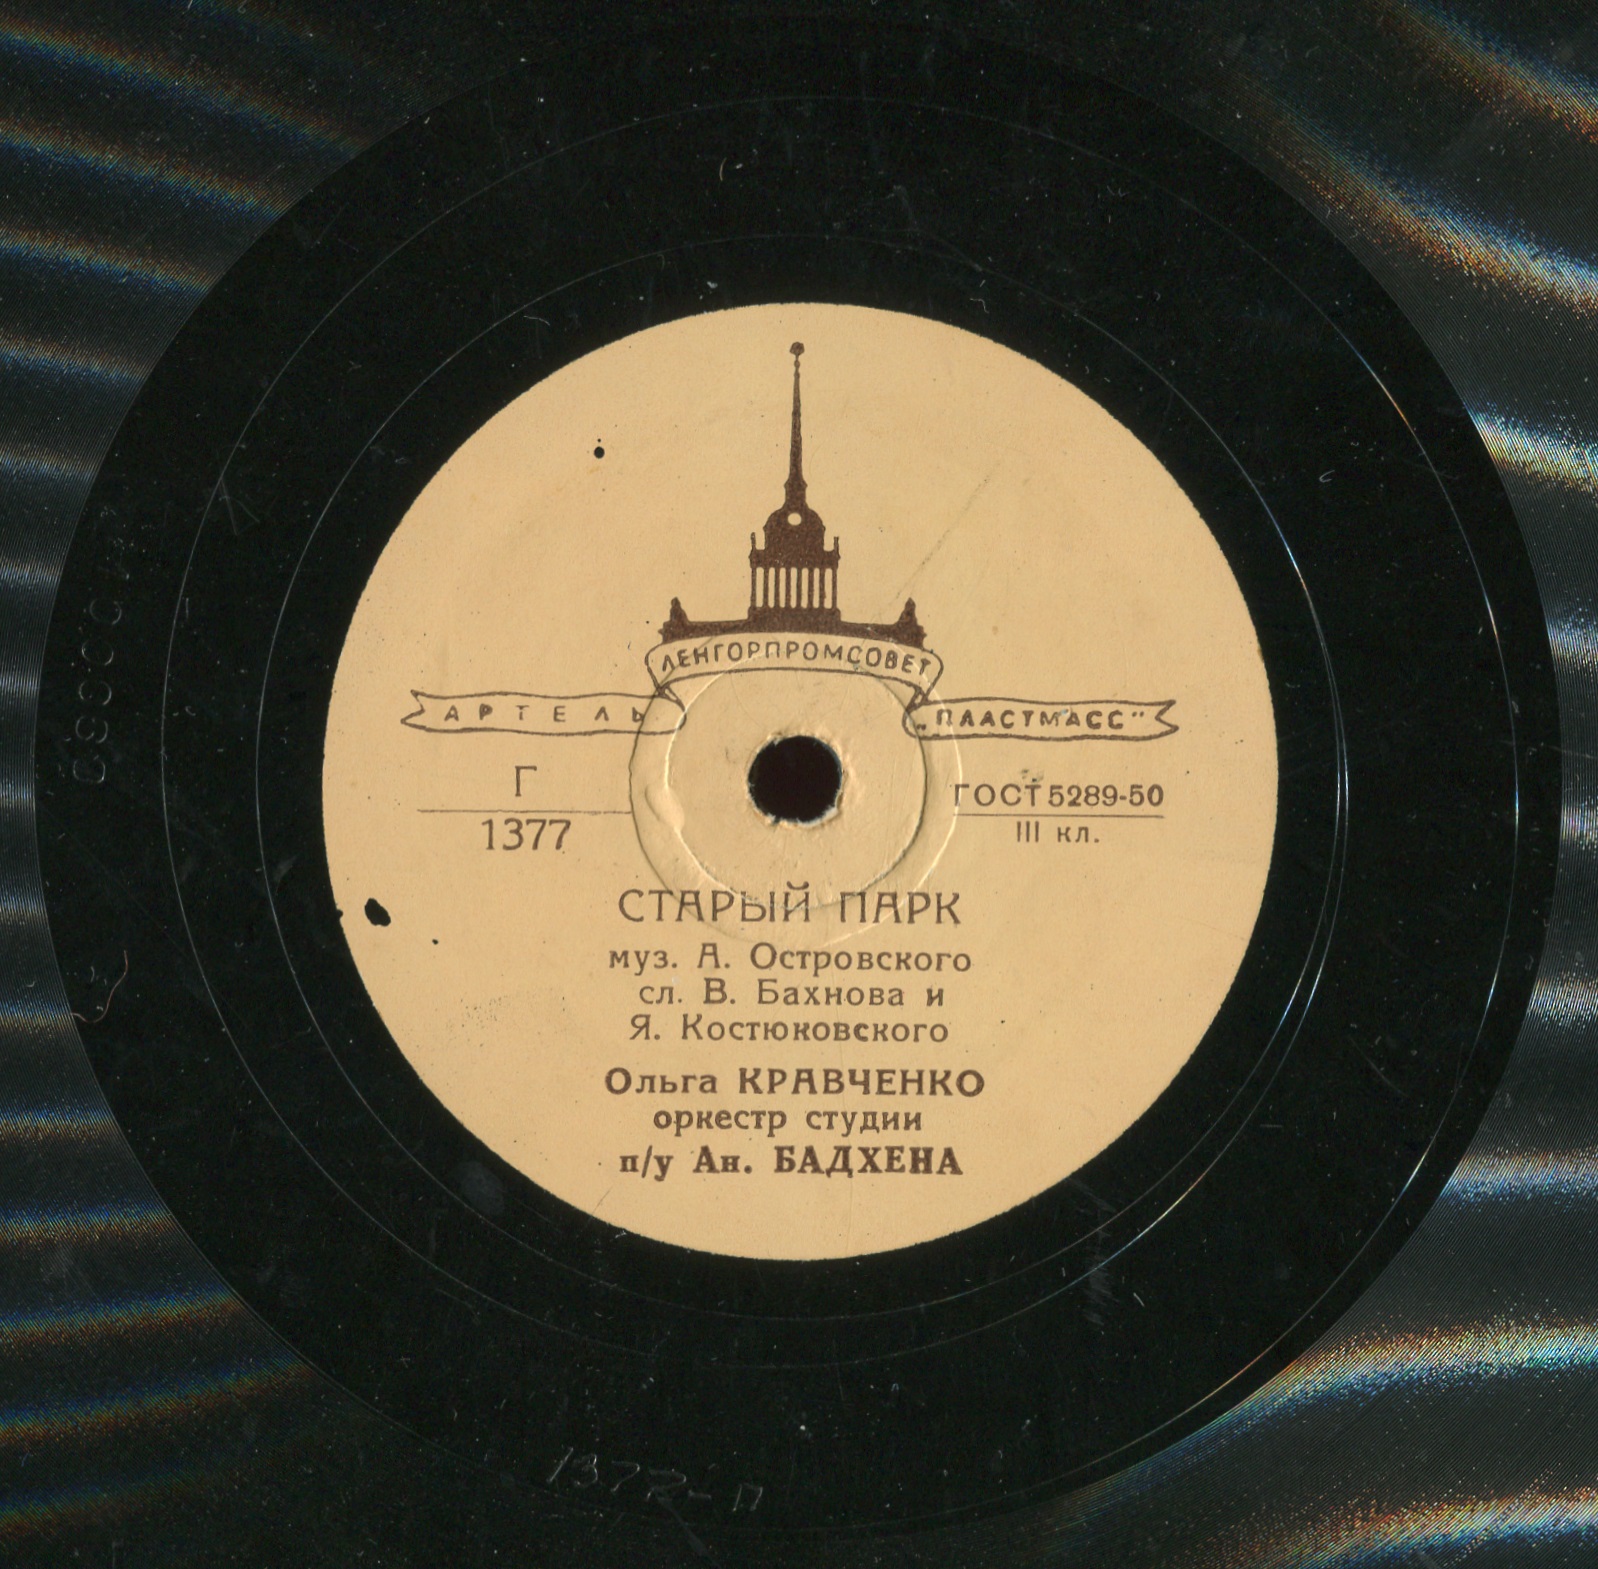 ЛЕНГОРПРОМСОВЕТ
АРТЕЛЬ
„ПЛАСТМАСС"
Г
1377
ГОСТ 5289-50
III кл.
СТАРЫЙ ПАРК
муз. А. Островского
сл. В. Бахнова и
Я. Костюковского
Ольга КРАВЧЕНКО
оркестр студии
п/у Ан. БАДХЕНА